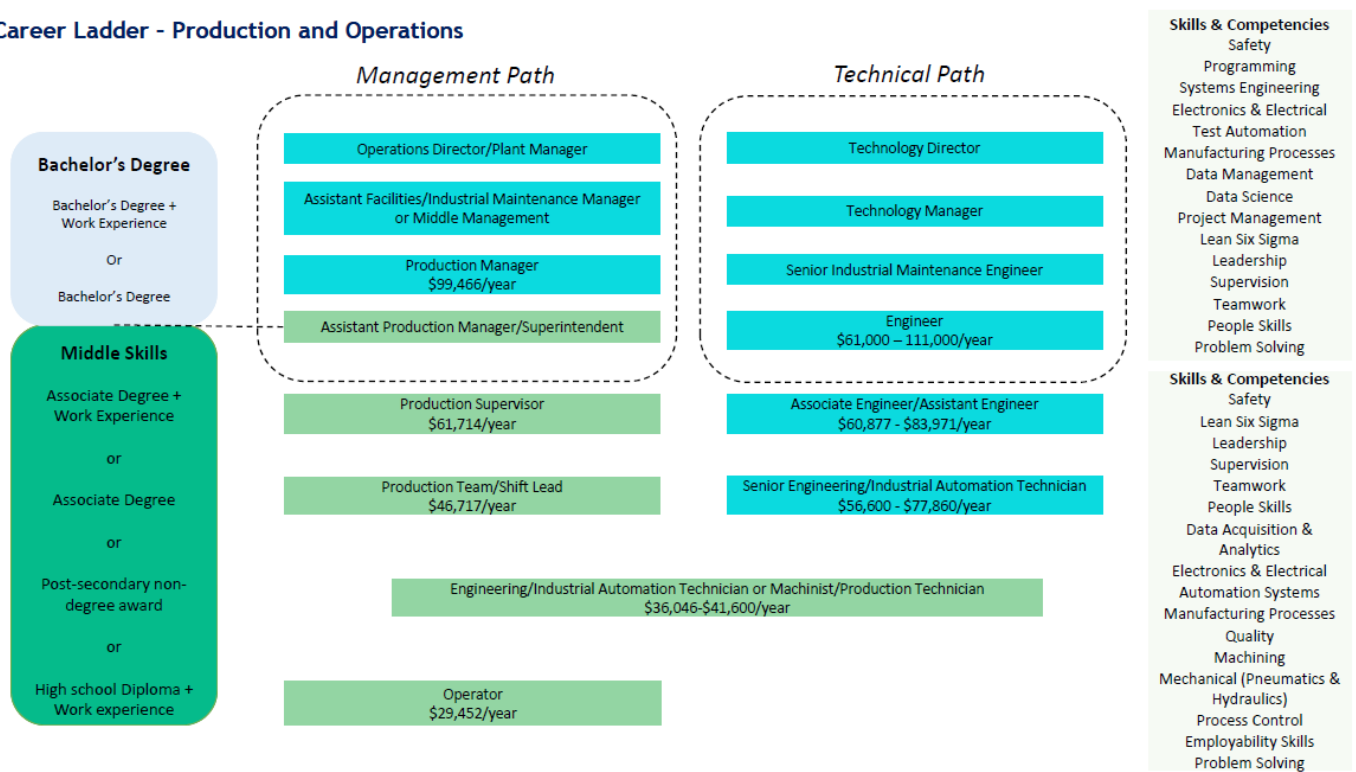 Career Ladder – Production and Operations
Management Path
Technical Path
Bachelor's Degree
Bachelor's Degree +
Work Experience
Or
Bachelor's Degree
Middle Skills
Associate Degree +
Work Experience
or
Associate Degree
or
Post-secondary non-
degree award
or
High school Diploma +
Work experience
Operations Director/Plant Manager
Assistant Facilities/Industrial Maintenance Manager
or Middle Management
Production Manager
$99,466/year
Assistant Production Manager/Superintendent
Production Supervisor
$61,714/year
Production Team/Shift Lead
$46,717/year
Technology Director
Technology Manager
Senior Industrial Maintenance Engineer
Engineer
$61,000 – 111,000/year
Associate Engineer/Assistant Engineer
$60,877 - $83,971/year
Senior Engineering/Industrial Automation Technician
$56,600 - $77,860/year
Engineering/Industrial Automation Technician or Machinist/Production Technician
$36,046-$41,600/year
Operator
$29,452/year
Skills & Competencies
Safety
Programming
Systems Engineering
Electronics & Electrical
Test Automation
Manufacturing Processes
Data Management
Data Science
Project Management
Lean Six Sigma
Leadership
Supervision
Teamwork
People Skills
Problem Solving
Skills & Competencies
Safety
Lean Six Sigma
Leadership
Supervision
Teamwork
People Skills
Data Acquisition &
Analytics
Electronics & Electrical
Automation Systems
Manufacturing Processes
Quality
Machining
Mechanical (Pneumatics &
Hydraulics)
Process Control
Employability Skills
Problem Solving